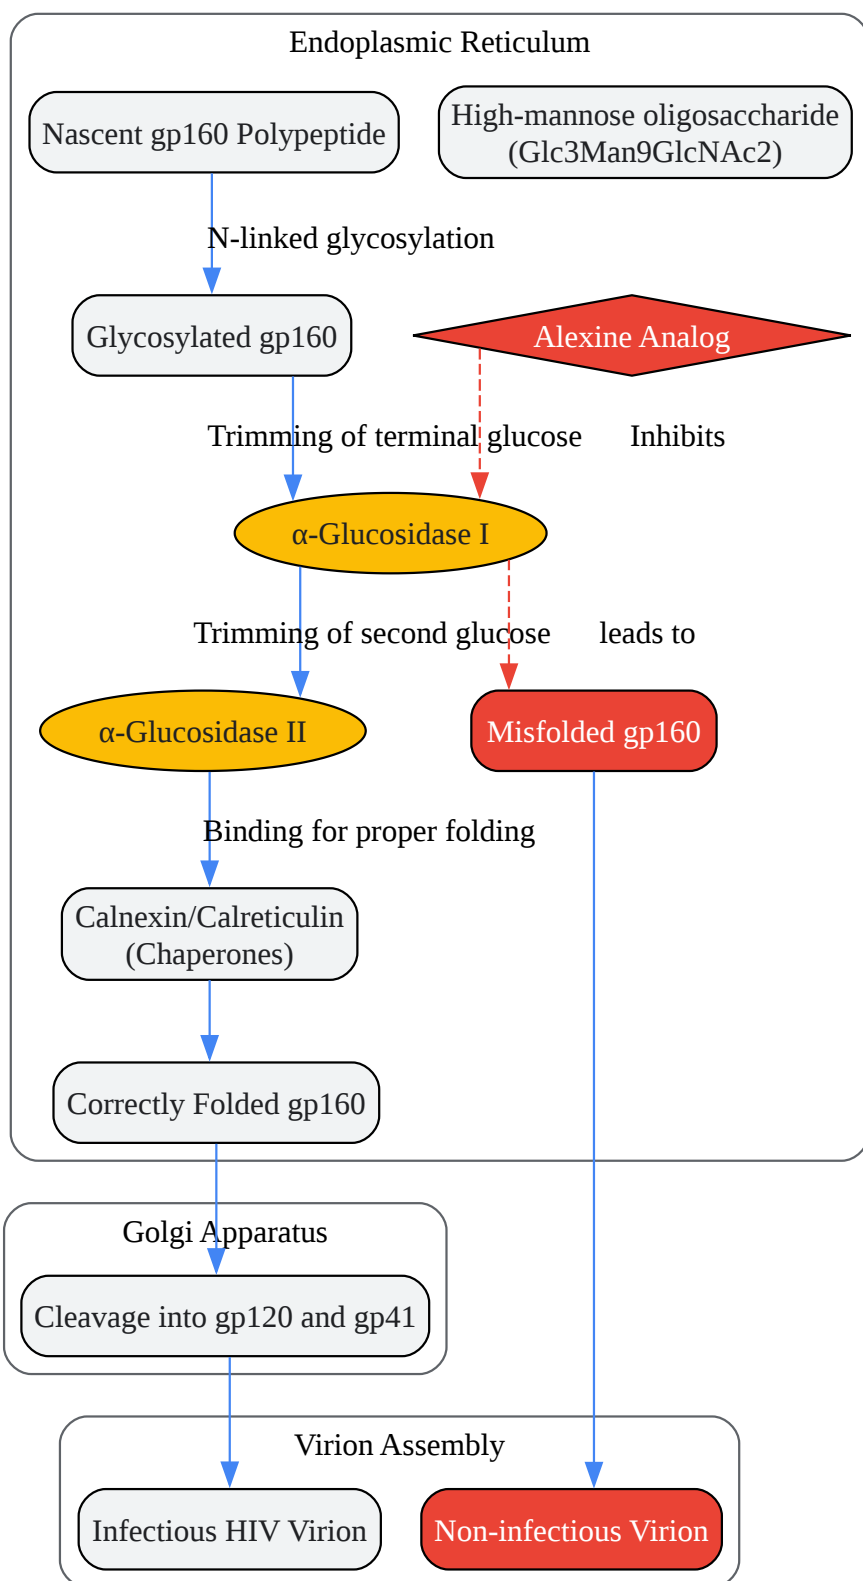 Endoplasmic Reticulum
Nascent gp160 Polypeptide
High-mannose oligosaccharide
(Glc3Man9GlcNAc2)
N-linked glycosylation
Glycosylated gp160
Alexine Analog
Trimming of terminal glucose
Inhibits
α-Glucosidase I
Trimming of second glucose
leads to
α-Glucosidase II
Misfolded gp160
Binding for proper folding
Calnexin/Calreticulin
(Chaperones)
Correctly Folded gp160
Golgi Apparatus
Cleavage into gp120 and gp41
Virion Assembly
Infectious HIV Virion
Non-infectious Virion